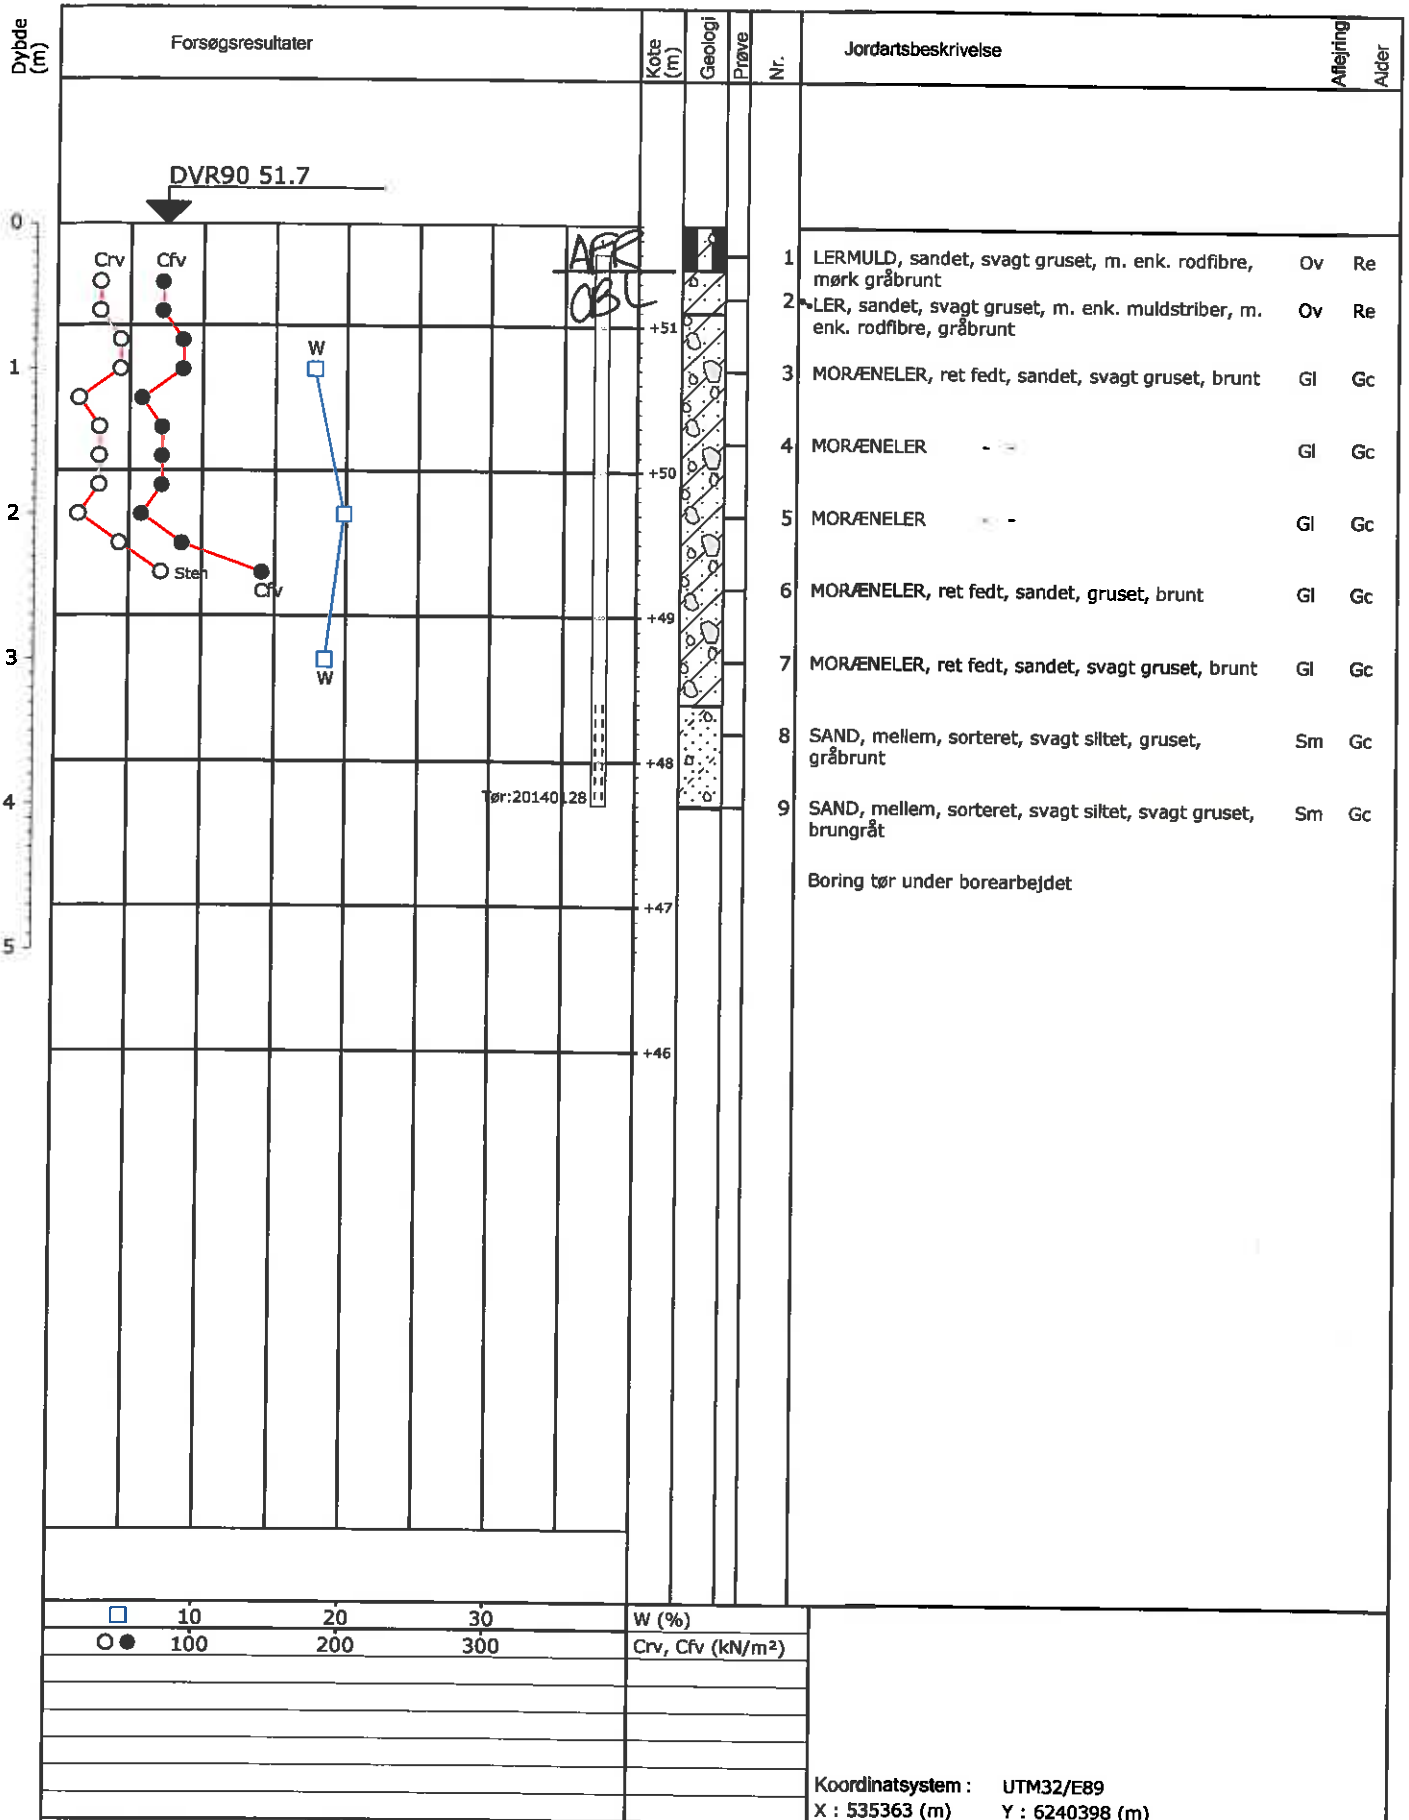 Dybde (m)
Forsøgsresultater
Kote (m)
Geologi
Prøve
Nr.
Jordartsbeskrivelse
Aflejring
Alder
DVR90 51.7
0
1
2
3
4
5
Crv
Cfv
W
Sten
Cfv
W
AFR
OBL
Tør:20140128
+51
+50
+49
+48
+47
+46
1 LERMULD, sandet, svagt gruset, m. enk. rodfibre, Ov Re
mørk gråbrunt
2 LER, sandet, svagt gruset, m. enk. muldstriber, m. Ov Re
enk. rodfibre, gråbrunt
3 MORÆNELER, ret fedt, sandet, svagt gruset, brunt Gl Gc
4 MORÆNELER - - Gl Gc
5 MORÆNELER - - Gl Gc
6 MORÆNELER, ret fedt, sandet, gruset, brunt Gl Gc
7 MORÆNELER, ret fedt, sandet, svagt gruset, brunt Gl Gc
8 SAND, mellem, sorteret, svagt siltet, gruset, Sm Gc
gråbrunt
9 SAND, mellem, sorteret, svagt siltet, svagt gruset, Sm Gc
brungråt
Boring tør under borearbejdet
10 20 30 W (%)
100 200 300 Crv, Cfv (kN/m²)
Koordinatsystem : UTM32/E89
X : 535363 (m) Y : 6240398 (m)